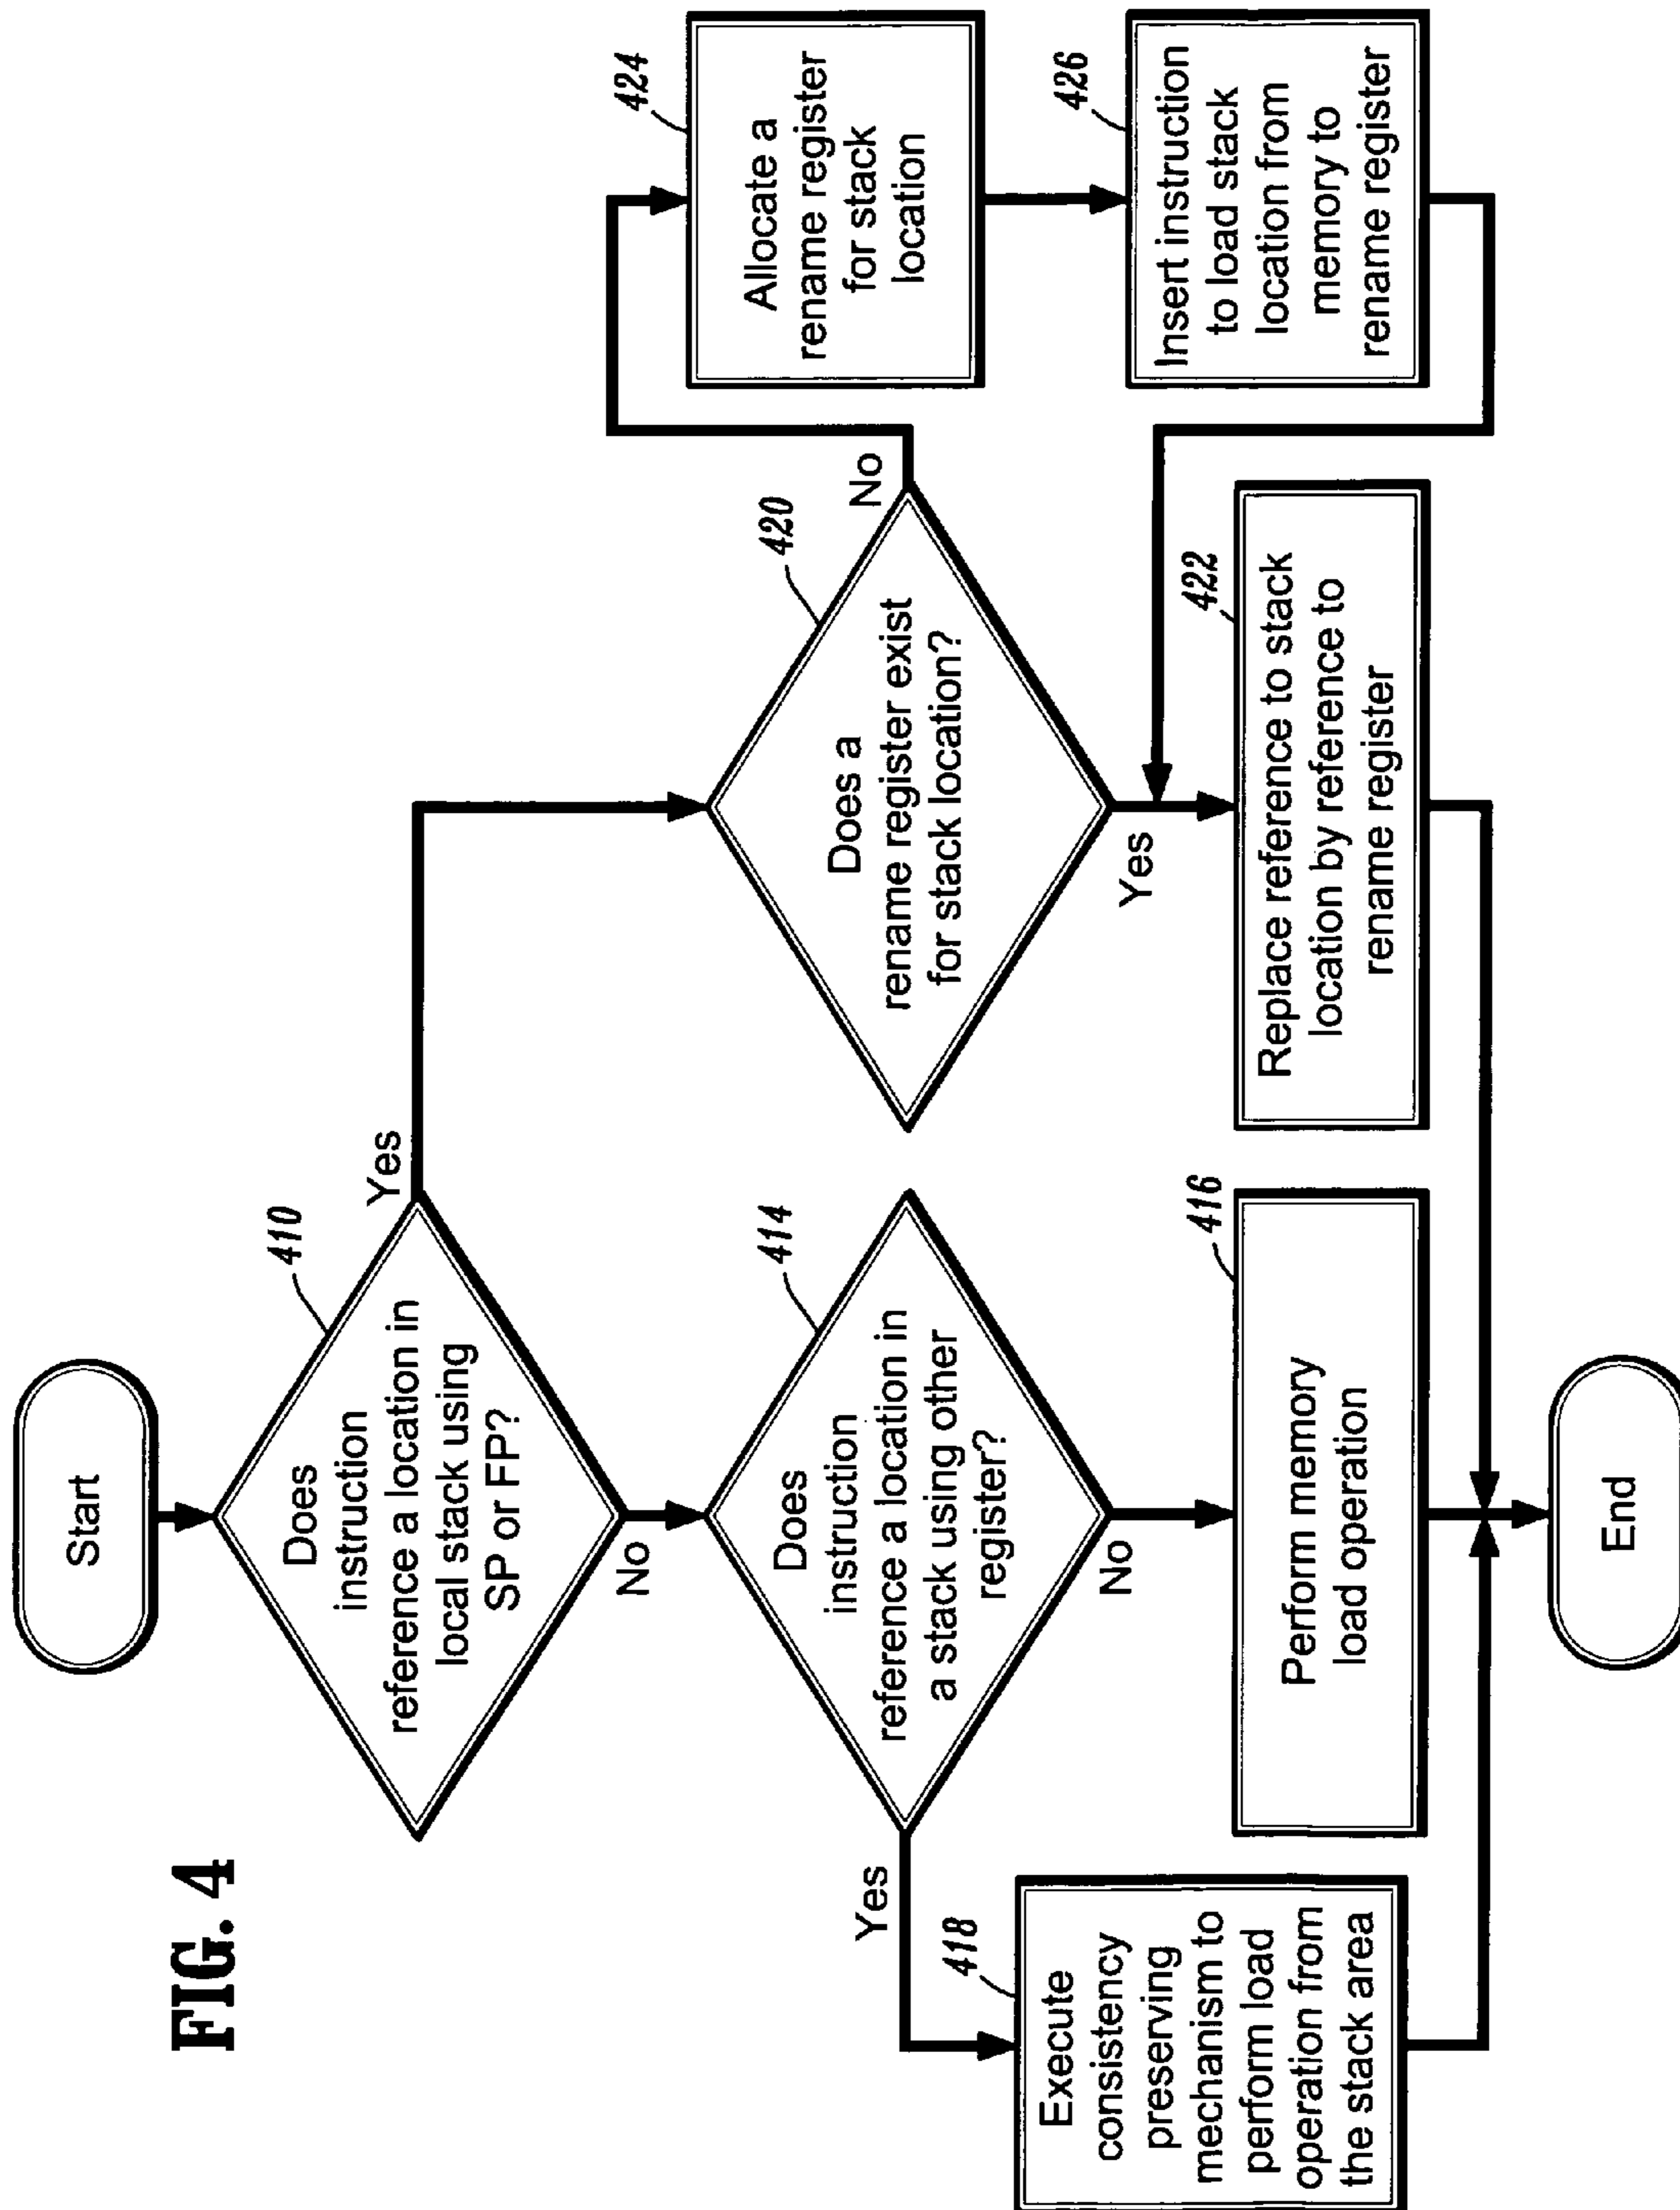 FIG. 4
Start
410
Does
instruction
reference a location in
local stack using
SP or FP?
Yes
No
414
Does
instruction
reference a location in
a stack using other
register?
Yes
No
418
Execute
consistency
preserving
mechanism to
perform load
operation from
the stack area
416
Perform memory
load operation
420
Does a
rename register exist
for stack location?
No
Yes
424
Allocate a
rename register
for stack
location
426
Insert instruction
to load stack
location from
memory to
rename register
422
Replace reference to stack
location by reference to
rename register
End